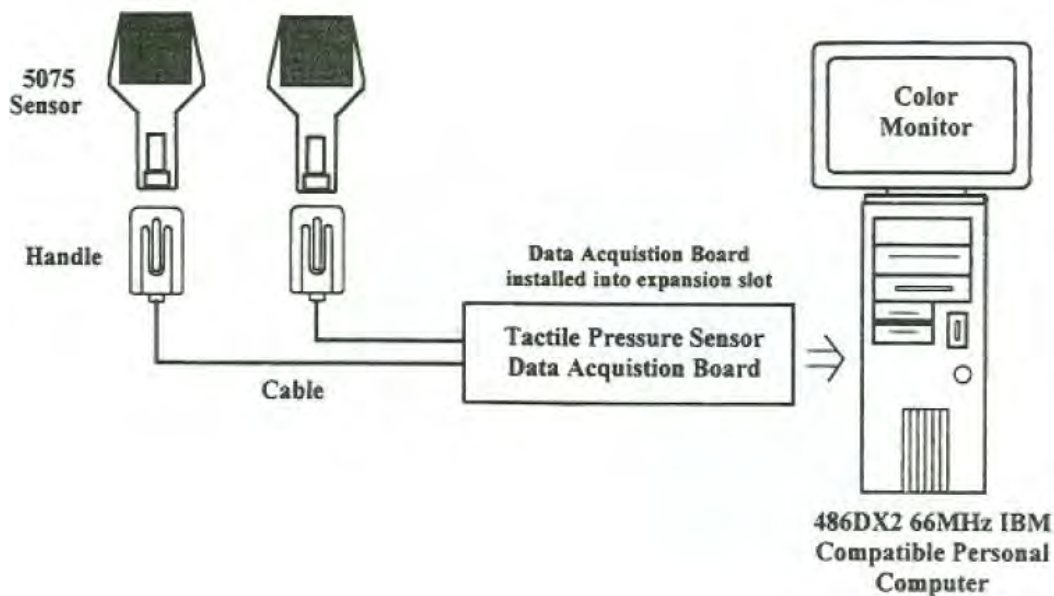 5075
Sensor
Color
Monitor
Handle
Data Acquistion Board
installed into expansion slot
Tactile Pressure Sensor
Data Acquistion Board
Cable
486DX2 66MHz IBM
Compatible Personal
Computer